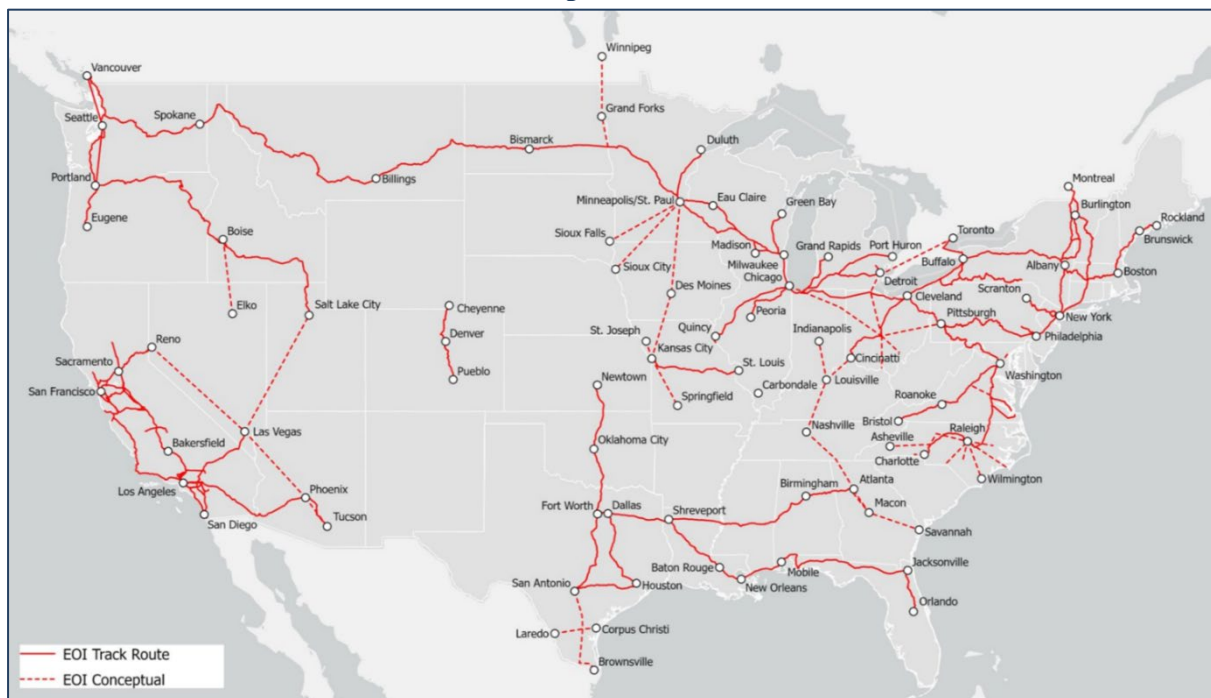 Winnipeg
Vancouver
Grand Forks
Seattle
Spokane
Bismarck
Duluth
Portland
Billings
Minneapolis/St. Paul
Eau Claire
Green Bay
Montreal
Burlington
Rockland
Brunswick
Eugene
Boise
Sioux Falls
Madison
Grand Rapids
Port Huron
Toronto
Buffalo
Albany
Boston
Sioux City
Milwaukee
Chicago
Detroit
Elko
Salt Lake City
Cheyenne
Des Moines
Cleveland
Scranton
Pittsburgh
New York
Reno
Denver
St. Joseph
Quincy
Peoria
Indianapolis
Philadelphia
Sacramento
Kansas City
St. Louis
Cincinatti
Washington
San Francisco
Pueblo
Newtown
Carbondale
Louisville
Roanoke
Springfield
Las Vegas
Bakersfield
Oklahoma City
Nashville
Bristol
Raleigh
Asheville
Charlotte
Los Angeles
Phoenix
Birmingham
Atlanta
Wilmington
Tucson
San Diego
Fort Worth
Dallas
Shreveport
Macon
Savannah
Baton Rouge
Mobile
Jacksonville
San Antonio
Houston
New Orleans
Orlando
Laredo
Corpus Christi
Brownsville
EOI Track Route
EOI Conceptual